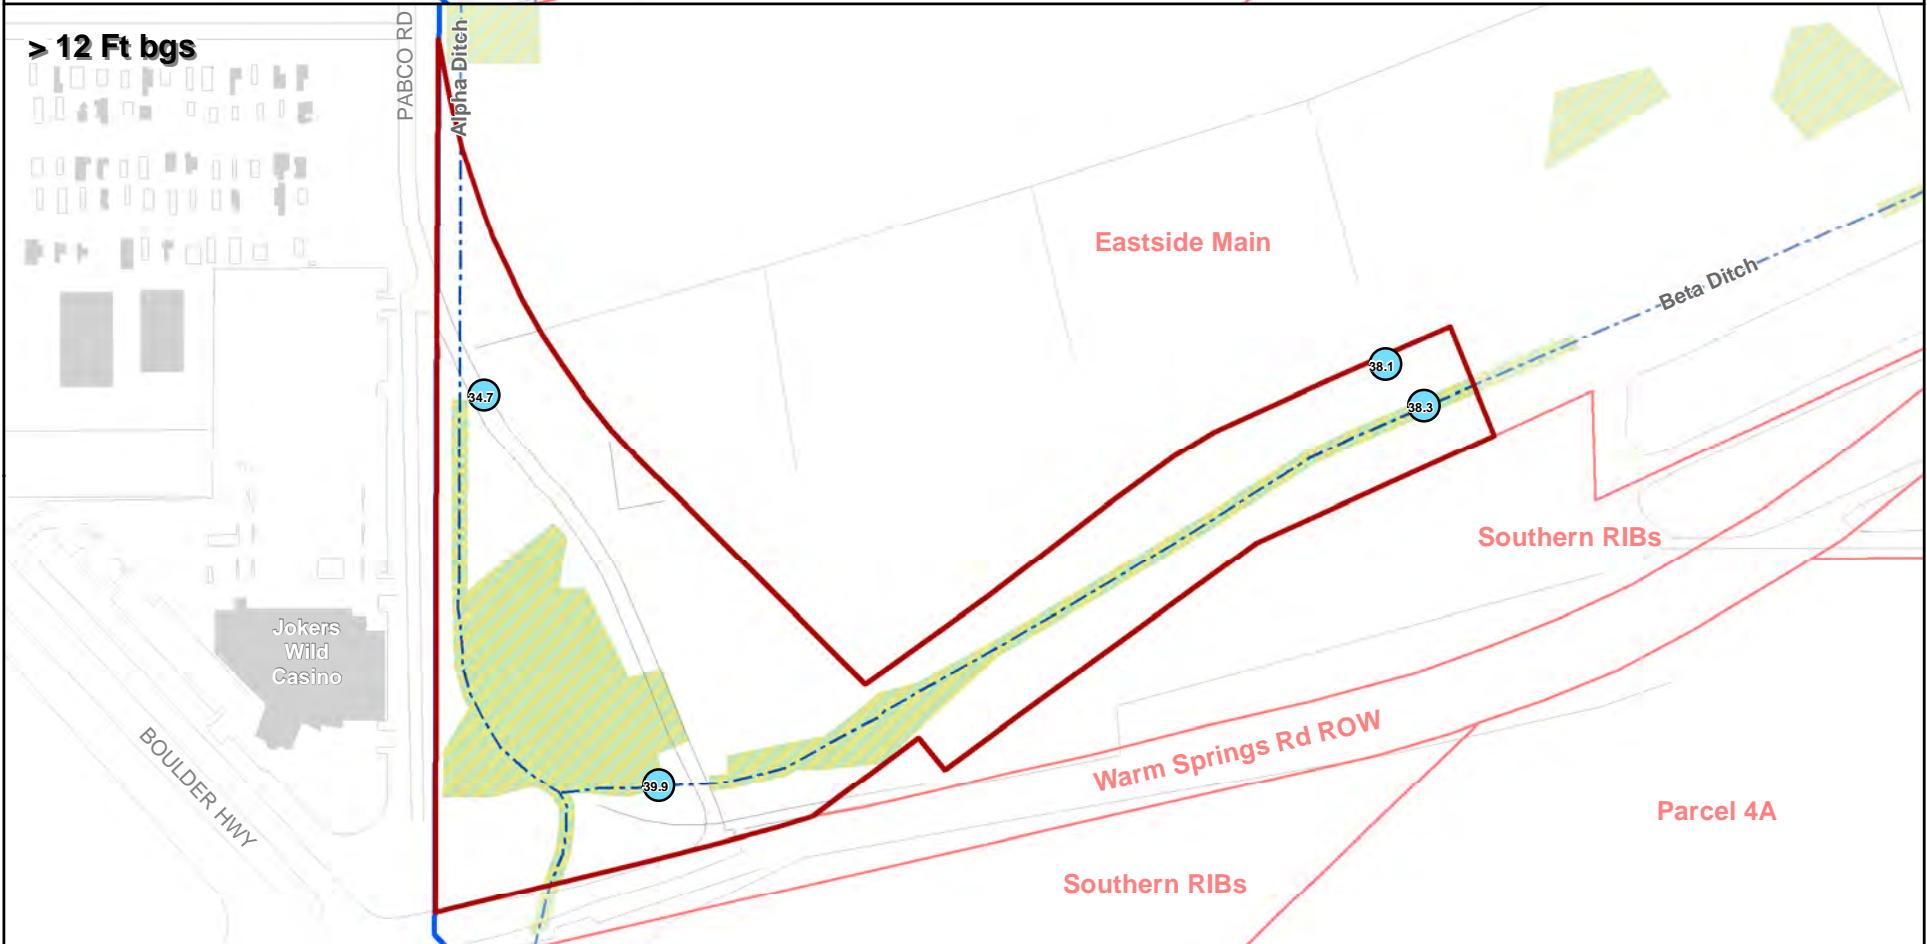 > 12 Ft bgs
PABCO RD
Alpha Ditch
Eastside Main
Beta Ditch
38.1
34.7
38.3
Southern RIBs
Jokers
Wild
Casino
BOULDER HWY
Warm Springs Rd ROW
39.9
Parcel 4A
Southern RIBs